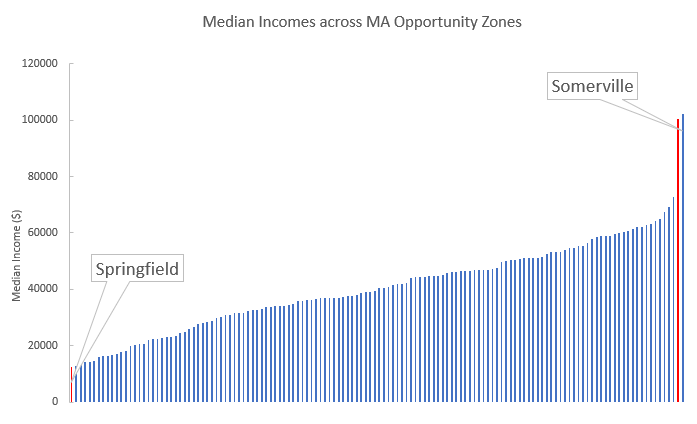 Median Incomes across MA Opportunity Zones
120000
Somerville
100000
80000
Median Income ($)
60000
Springfield
40000
20000
0